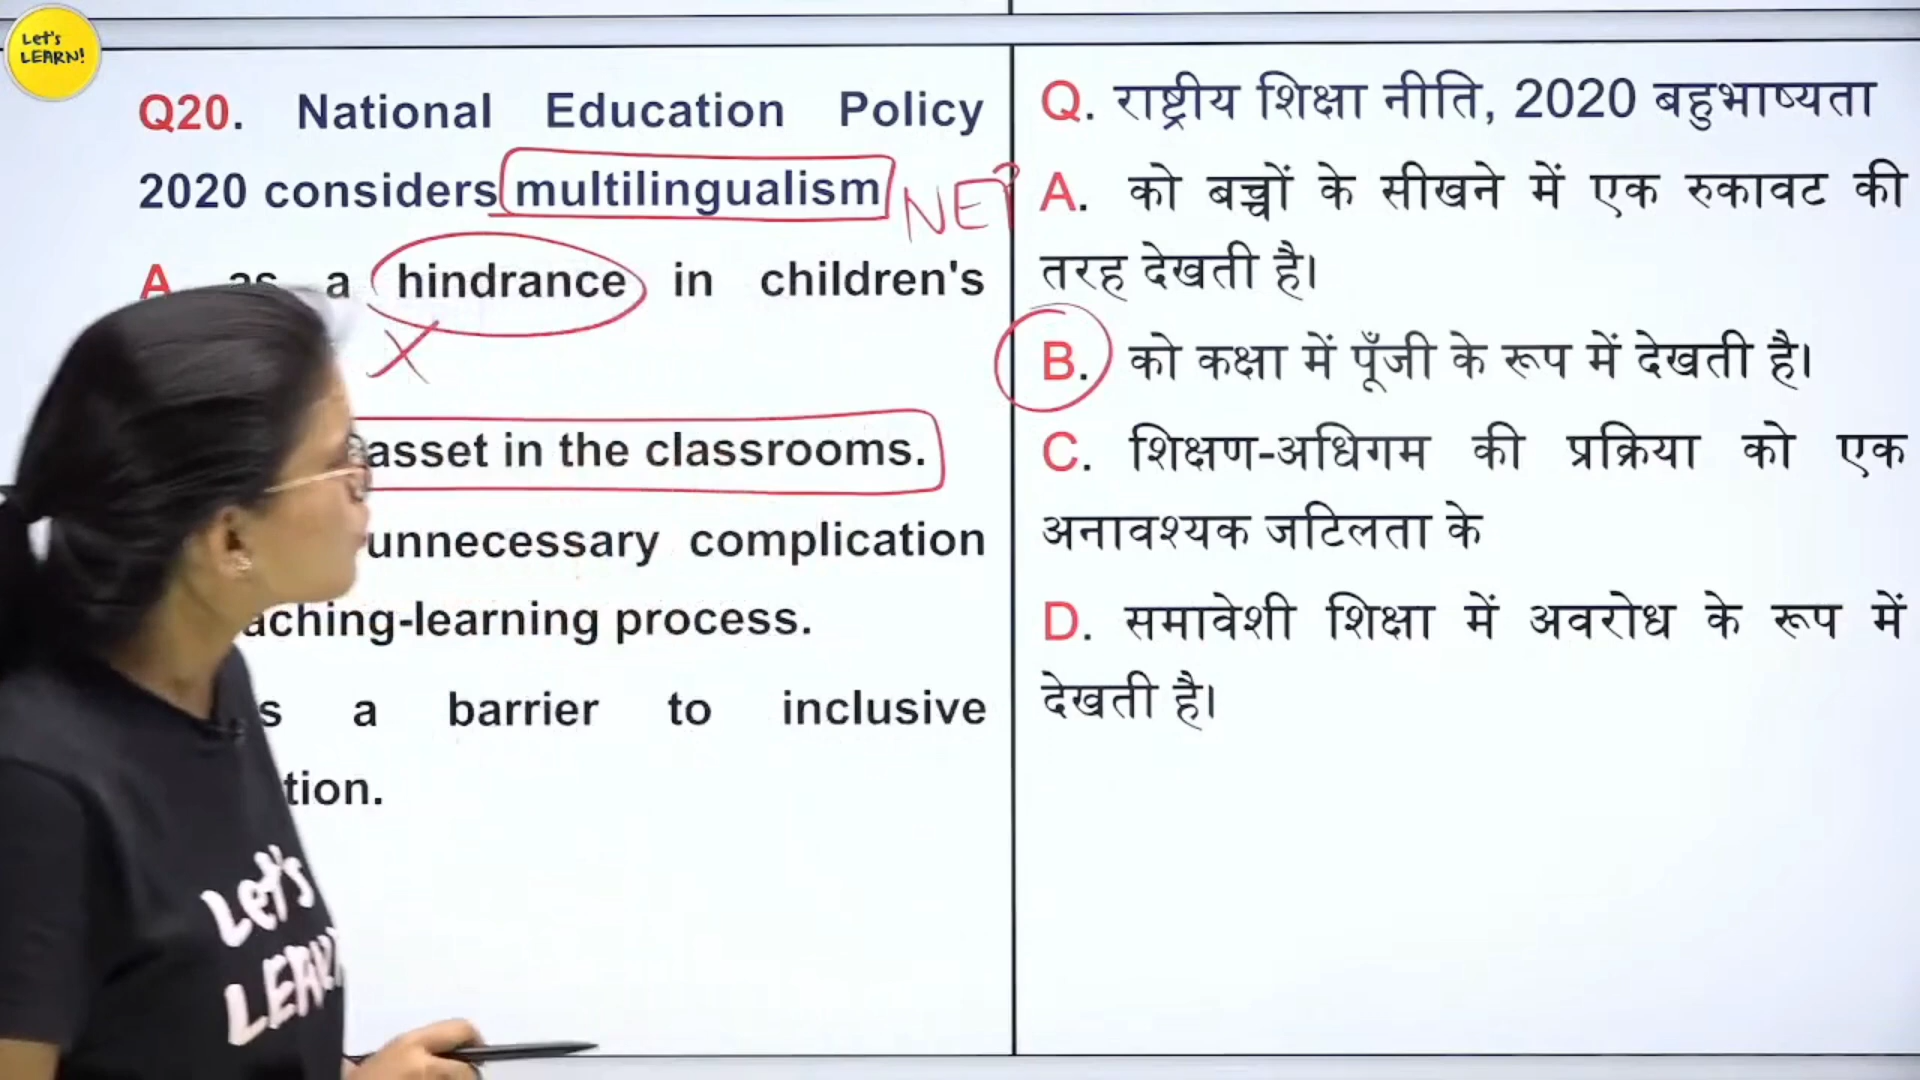 Let's
LEARN!
Q20. National Education Policy
2020 considers multilingualism
NEP
A as a hindrance in children's
asset in the classrooms.
unnecessary complication
aching-learning process.
s a barrier to inclusive
tion.
Q. राष्ट्रीय शिक्षा नीति, 2020 बहुभाष्यता
A. को बच्चों के सीखने में एक रुकावट की
तरह देखती है।
B. को कक्षा में पूँजी के रूप में देखती है।
C. शिक्षण-अधिगम की प्रक्रिया को एक
अनावश्यक जटिलता के
D. समावेशी शिक्षा में अवरोध के रूप में
देखती है।
Let's
LEARN